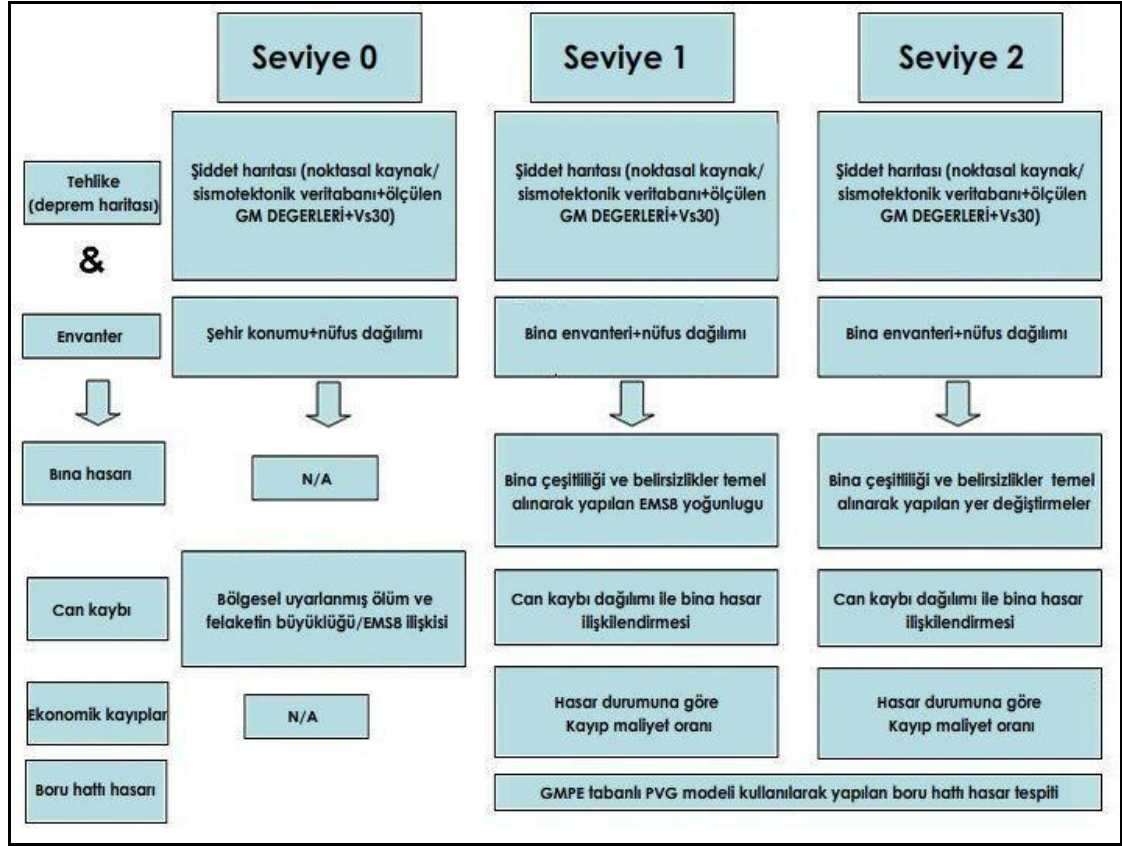 Seviye 0
Seviye 1
Seviye 2
Tehlike
(deprem haritası)
Şiddet harıtası (noktasal kaynak/
sismotektonik veritabanı+ölçülen
GM DEGERLERİ+Vs30)
Şiddet harıtası (noktasal kaynak/
sismotektonik veritabanı+ölçülen
GM DEGERLERİ+Vs30)
Şiddet harıtası (noktasal kaynak/
sismotektonik veritabanı+ölçülen
GM DEGERLERİ+Vs30)
&
Envanter
Şehir konumu+nüfus dağılımı
Bina envanteri+nüfus dağılımı
Bina envanteri+nüfus dağılımı
Bına hasarı
N/A
Bina çeşitliliği ve belirsizlikler temel
alınarak yapılan EMS8 yoğunlugu
Bina çeşitliliği ve belirsizlikler temel
alınarak yapılan yer değiştirmeler
Can kaybı
Bölgesel uyarlanmış ölüm ve
felaketin büyüklüğu/EMS8 ilişkisi
Can kaybı dağılımı ile bina hasar
ilişkilendirmesi
Can kaybı dağılımı ile bina hasar
ilişkilendirmesi
Ekonomik kayıplar
N/A
Hasar durumuna göre
Kayıp maliyet oranı
Hasar durumuna göre
Kayıp maliyet oranı
Boru hattı hasarı
GMPE tabanlı PVG modeli kullanılarak yapılan boru hattı hasar tespiti